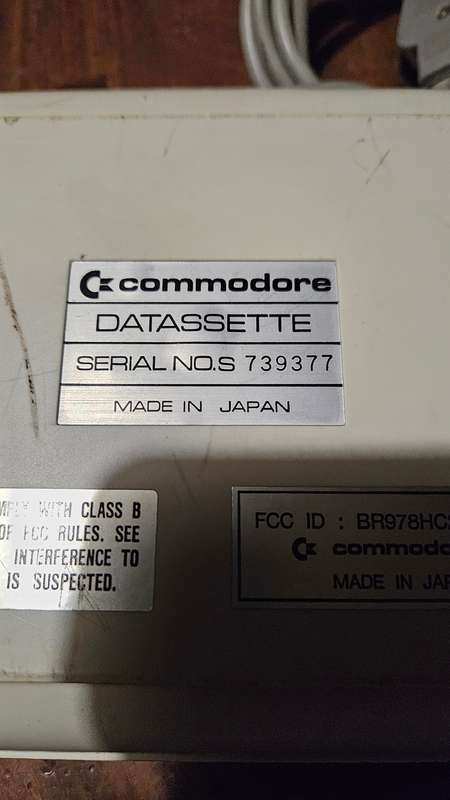 commodore
DATASSETTE
SERIAL NO.S 739377
MADE IN JAPAN
WITH CLASS B
OF FCC RULES. SEE
INTERFERENCE TO
IS SUSPECTED.
FCC ID : BR978HC
commodo
MADE IN JAP